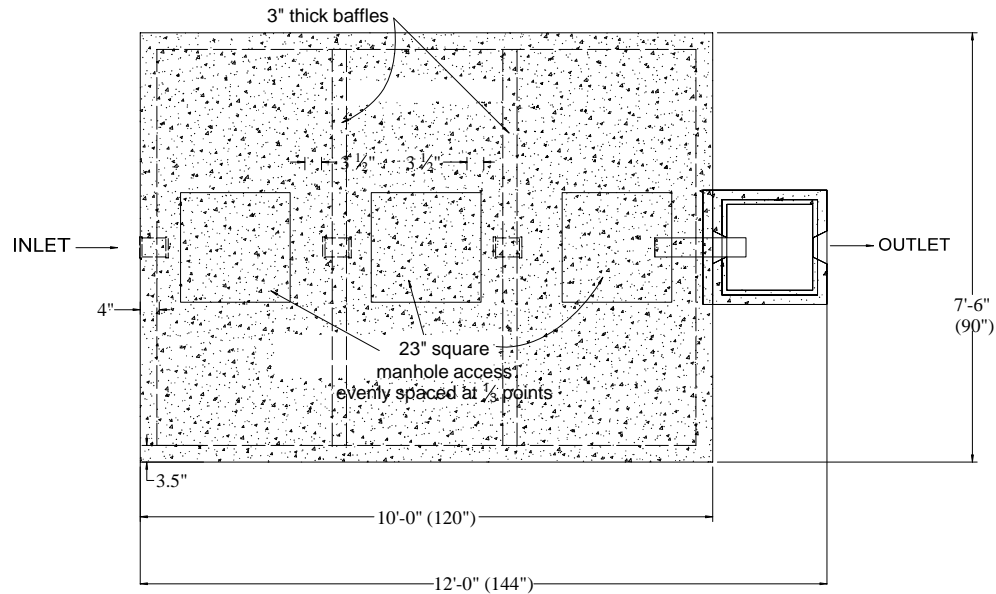 3" thick baffles
3 ½" 3 ½"
INLET
OUTLET
4"
7'-6"
(90")
23" square
manhole access
evenly spaced at ⅓ points
3.5"
10'-0" (120")
12'-0" (144")